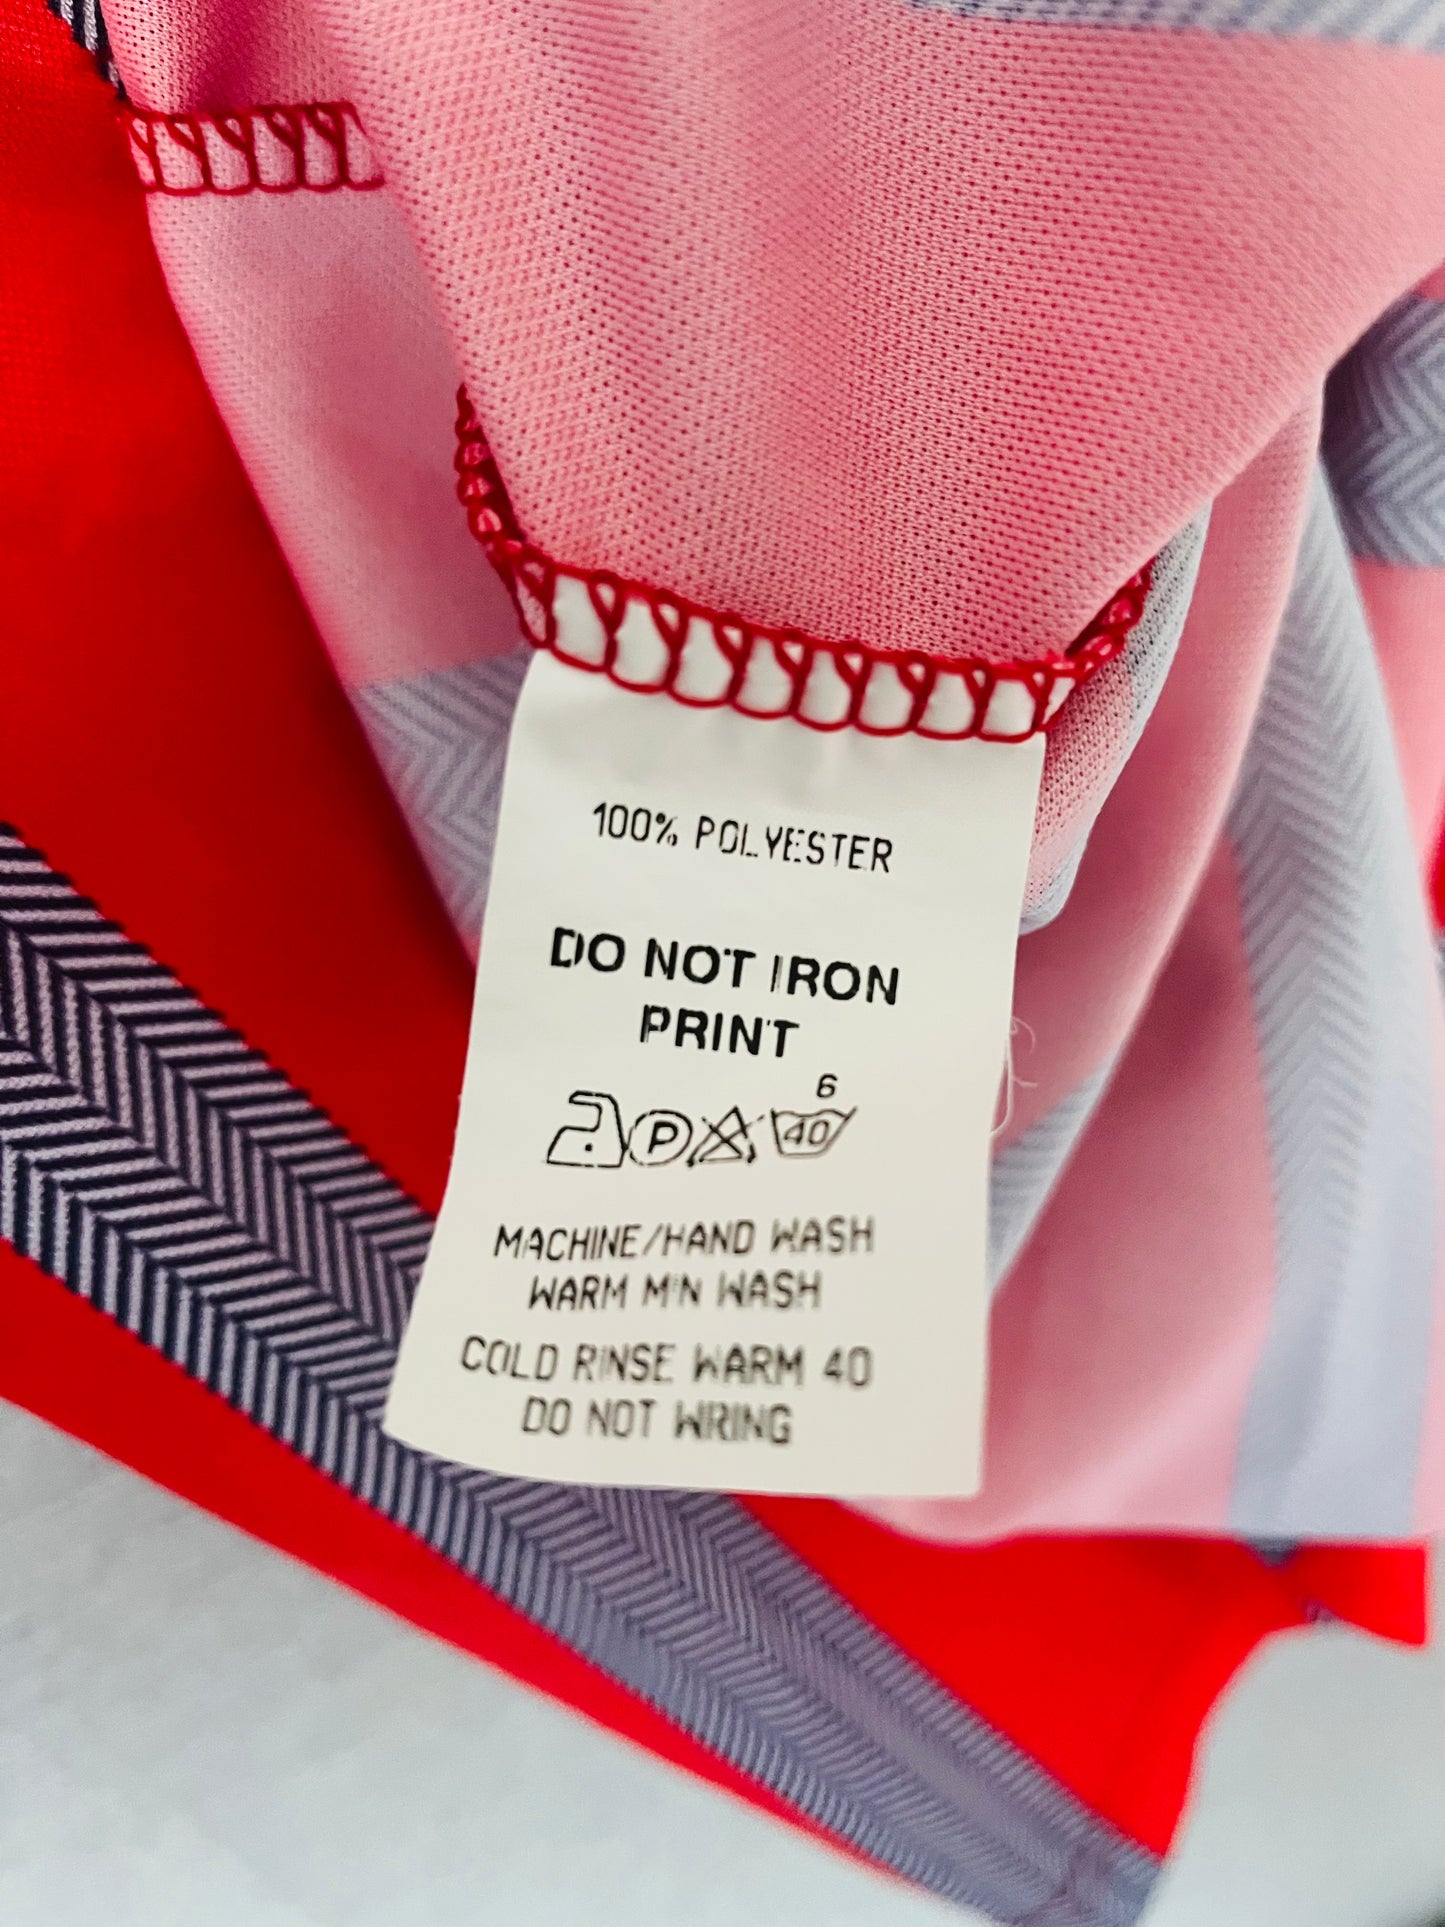 100% POLYESTER
DO NOT IRON
PRINT
6
P 40
MACHINE/HAND WASH
WARM M'N WASH
COLD RINSE WARM 40
DO NOT WRING